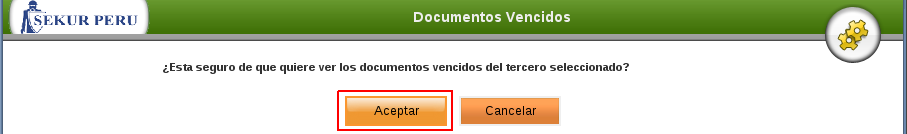 SEKUR PERU
Documentos Vencidos
¿Esta seguro de que quiere ver los documentos vencidos del tercero seleccionado?
Aceptar
Cancelar